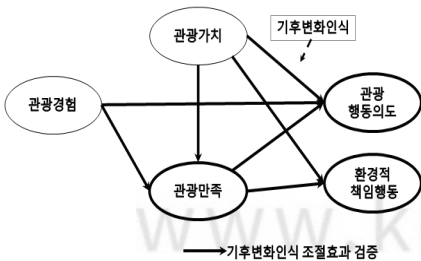 기후변화인식
관광가치
관광
행동의도
관광경험
환경적
책임행동
관광만족
www.k
기후변화인식 조절효과 검증